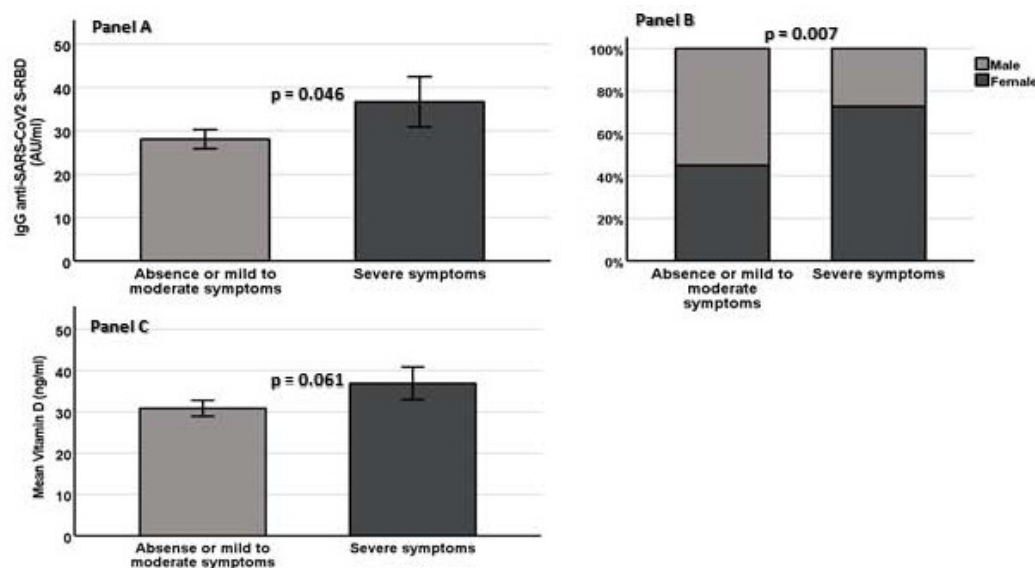 Panel A
50
40
30
20
10
0
IgG anti-SARS-CoV2 S-RBD
(AU/ml)
p = 0.046
Absence or mild to
moderate symptoms
Severe symptoms
Panel B
p = 0.007
100%
80%
60%
40%
20%
0%
Male
Female
Absence or mild to
moderate
symptoms
Severe symptoms
Panel C
50
40
30
20
10
0
Mean Vitamin D (ng/ml)
p = 0.061
Absense or mild to
moderate symptoms
Severe symptoms